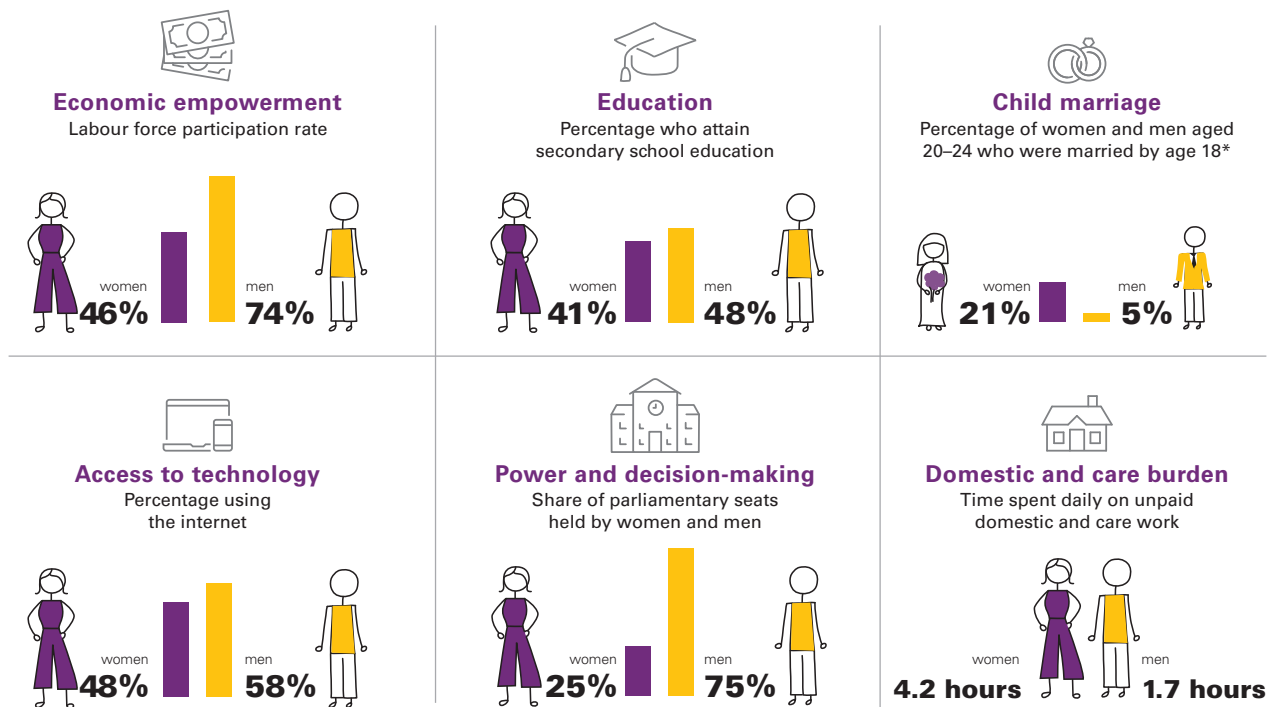 Economic empowerment
Labour force participation rate
women
46%
men
74%
Education
Percentage who attain
secondary school education
women
41%
men
48%
Child marriage
Percentage of women and men aged
20–24 who were married by age 18*
women
21%
men
5%
Access to technology
Percentage using
the internet
women
48%
men
58%
Power and decision-making
Share of parliamentary seats
held by women and men
women
25%
men
75%
Domestic and care burden
Time spent daily on unpaid
domestic and care work
women
4.2 hours
men
1.7 hours